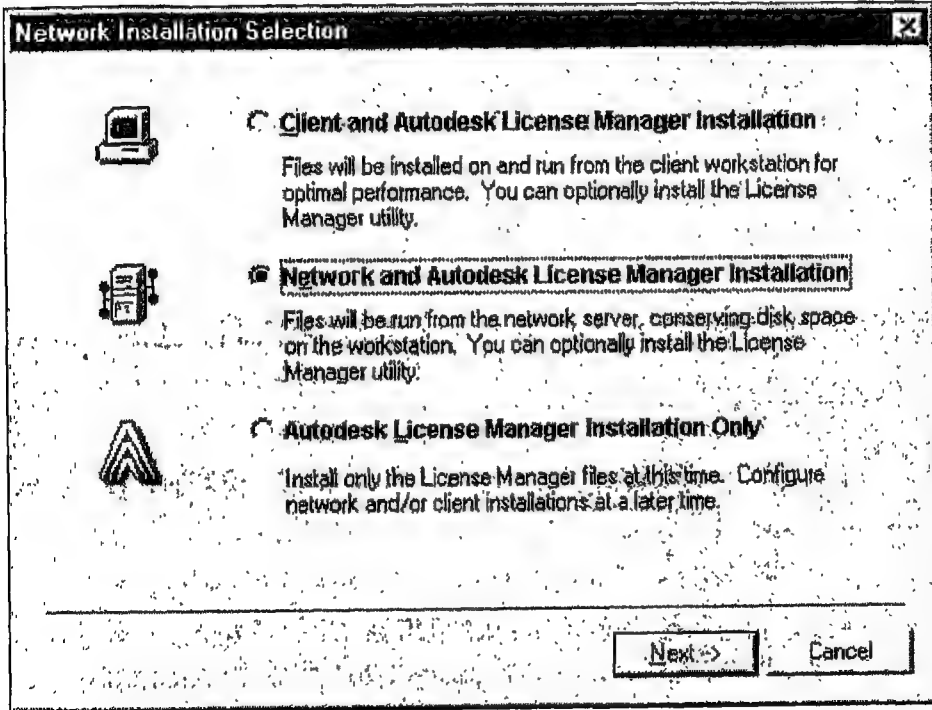 Network Installation Selection
Client and Autodesk License Manager Installation
Files will be installed on and run from the client workstation for
optimal performance. You can optionally install the License
Manager utility.
Network and Autodesk License Manager Installation
Files will be run from the network server, conserving disk space
on the workstation. You can optionally install the License
Manager utility.
Autodesk License Manager Installation Only
Install only the License Manager files at this time. Configure
network and/or client installations at a later time.
Next ->
Cancel